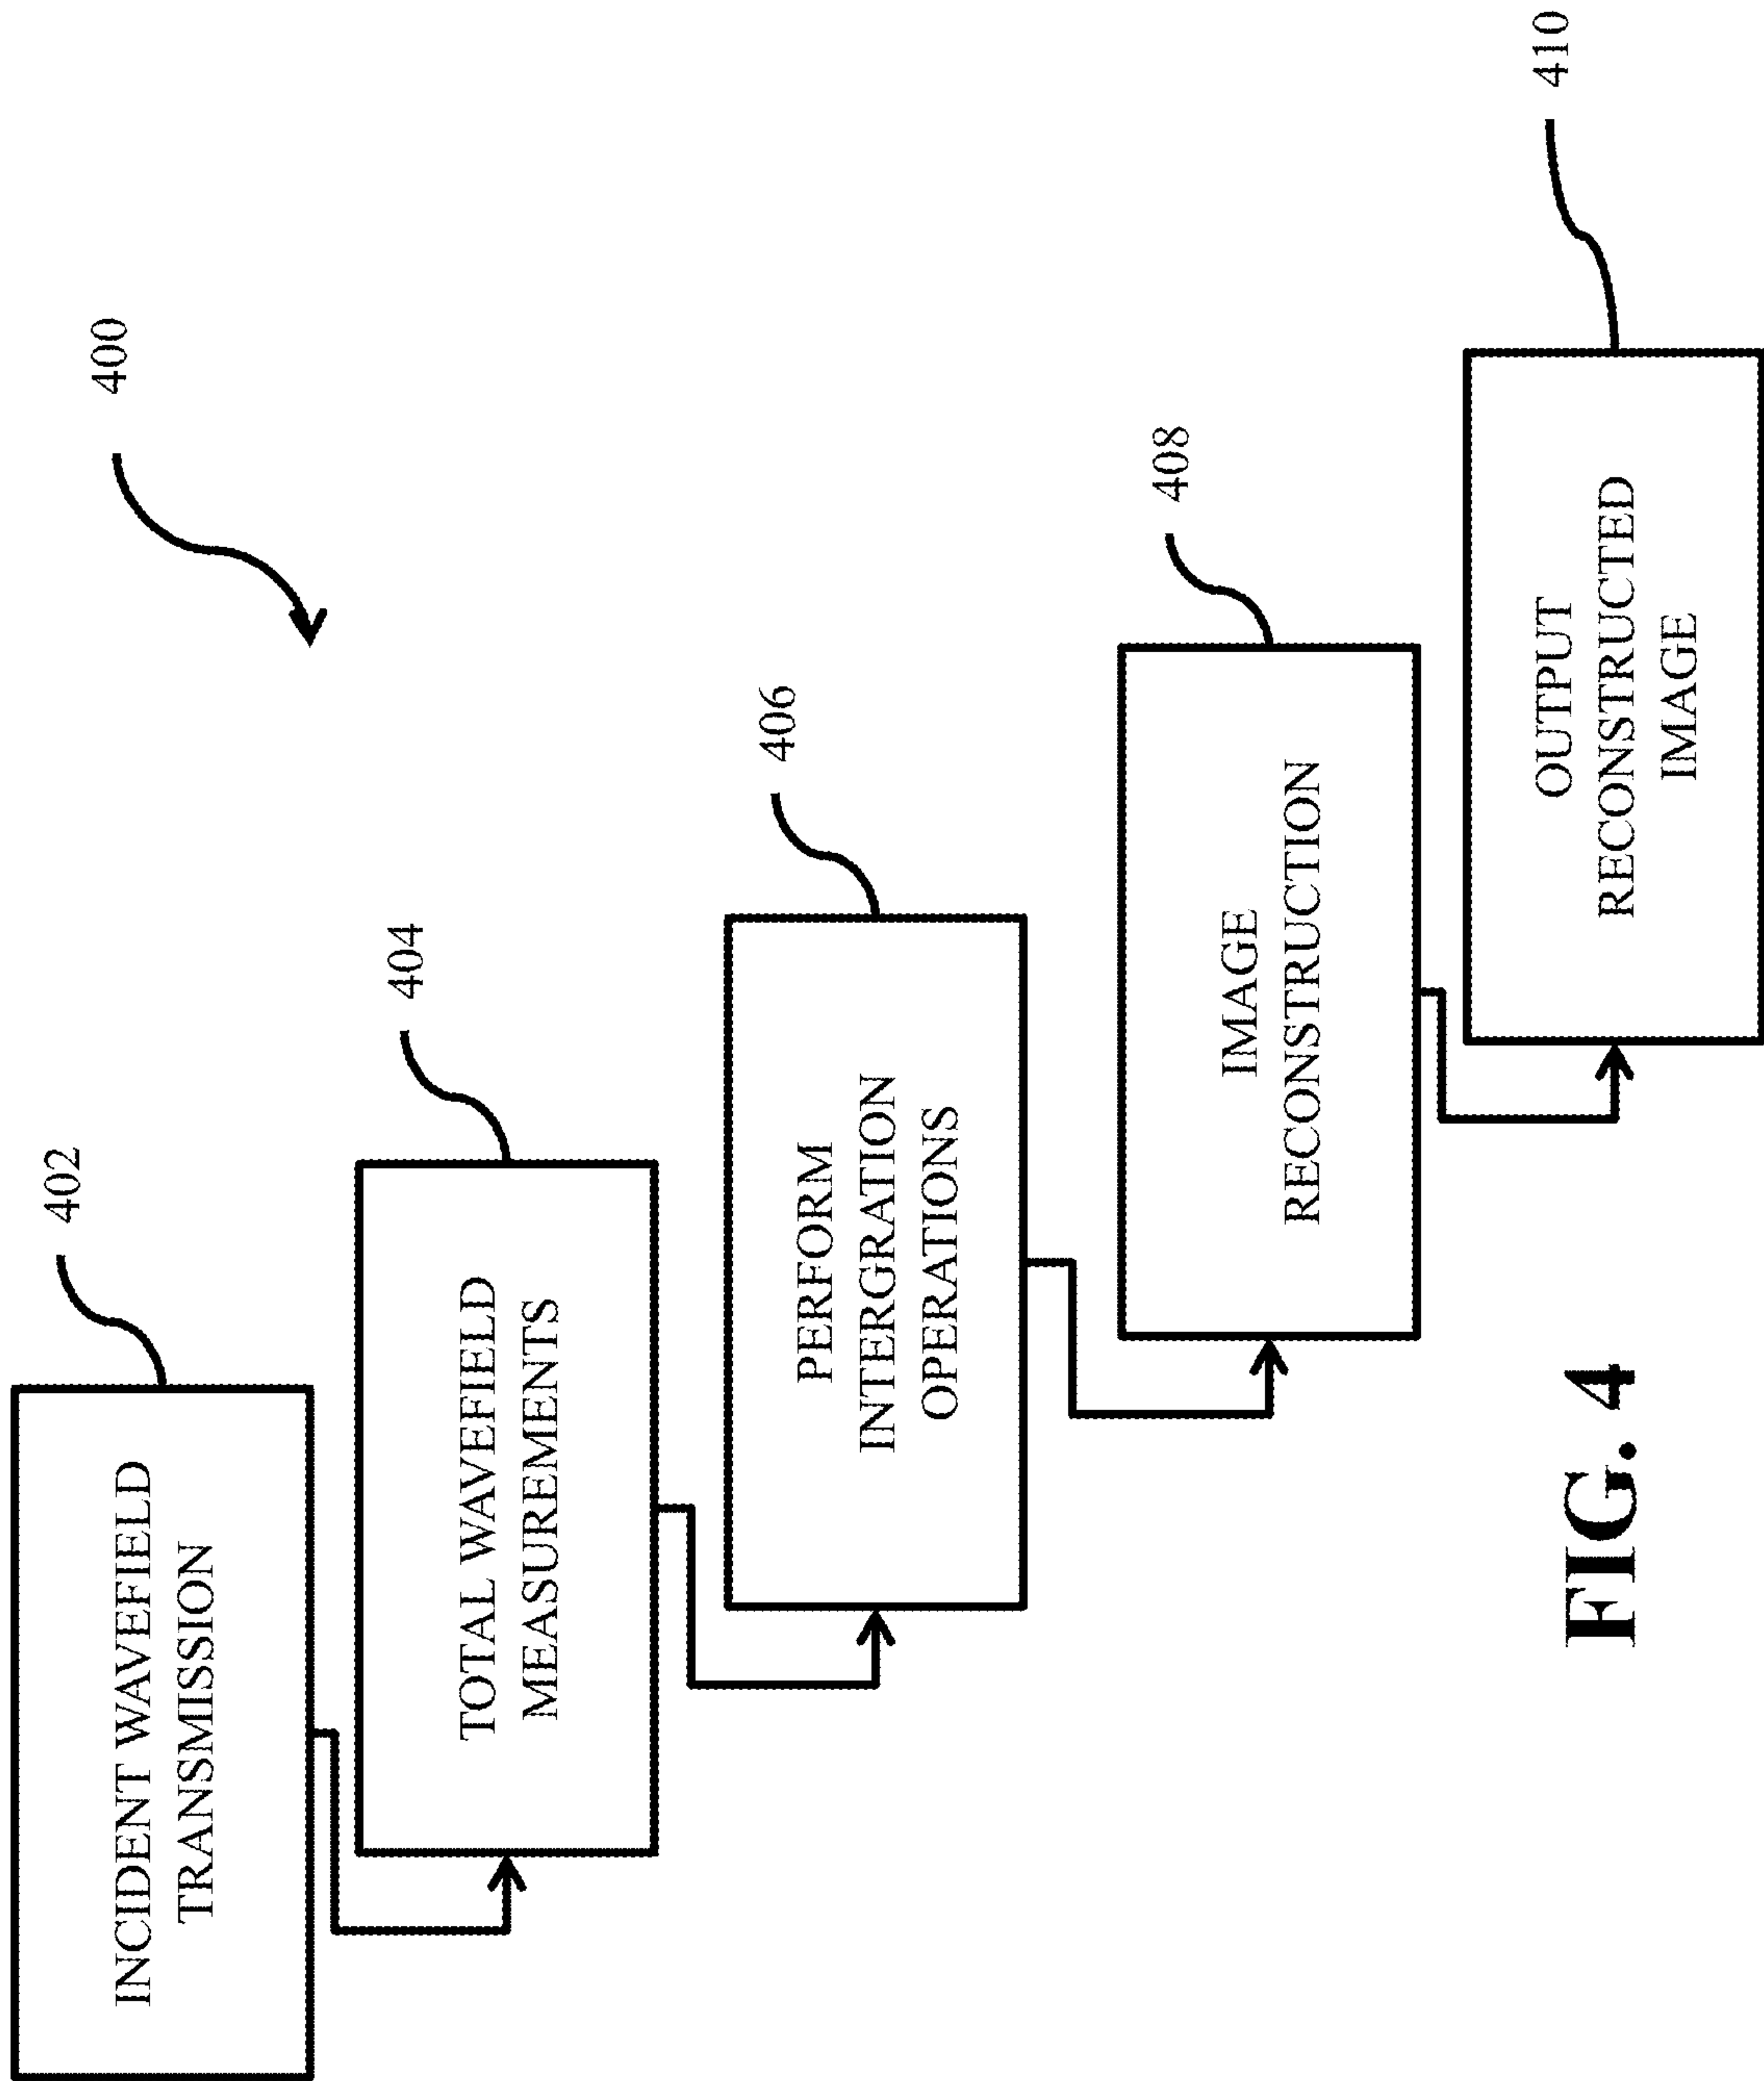 400
402
INCIDENT WAVEFIELD
TRANSMISSION
404
TOTAL WAVEFIELD
MEASUREMENTS
406
PERFORM
INTERGRATION
OPERATIONS
408
IMAGE
RECONSTRUCTION
410
OUTPUT
RECONSTRUCTED
IMAGE
FIG. 4